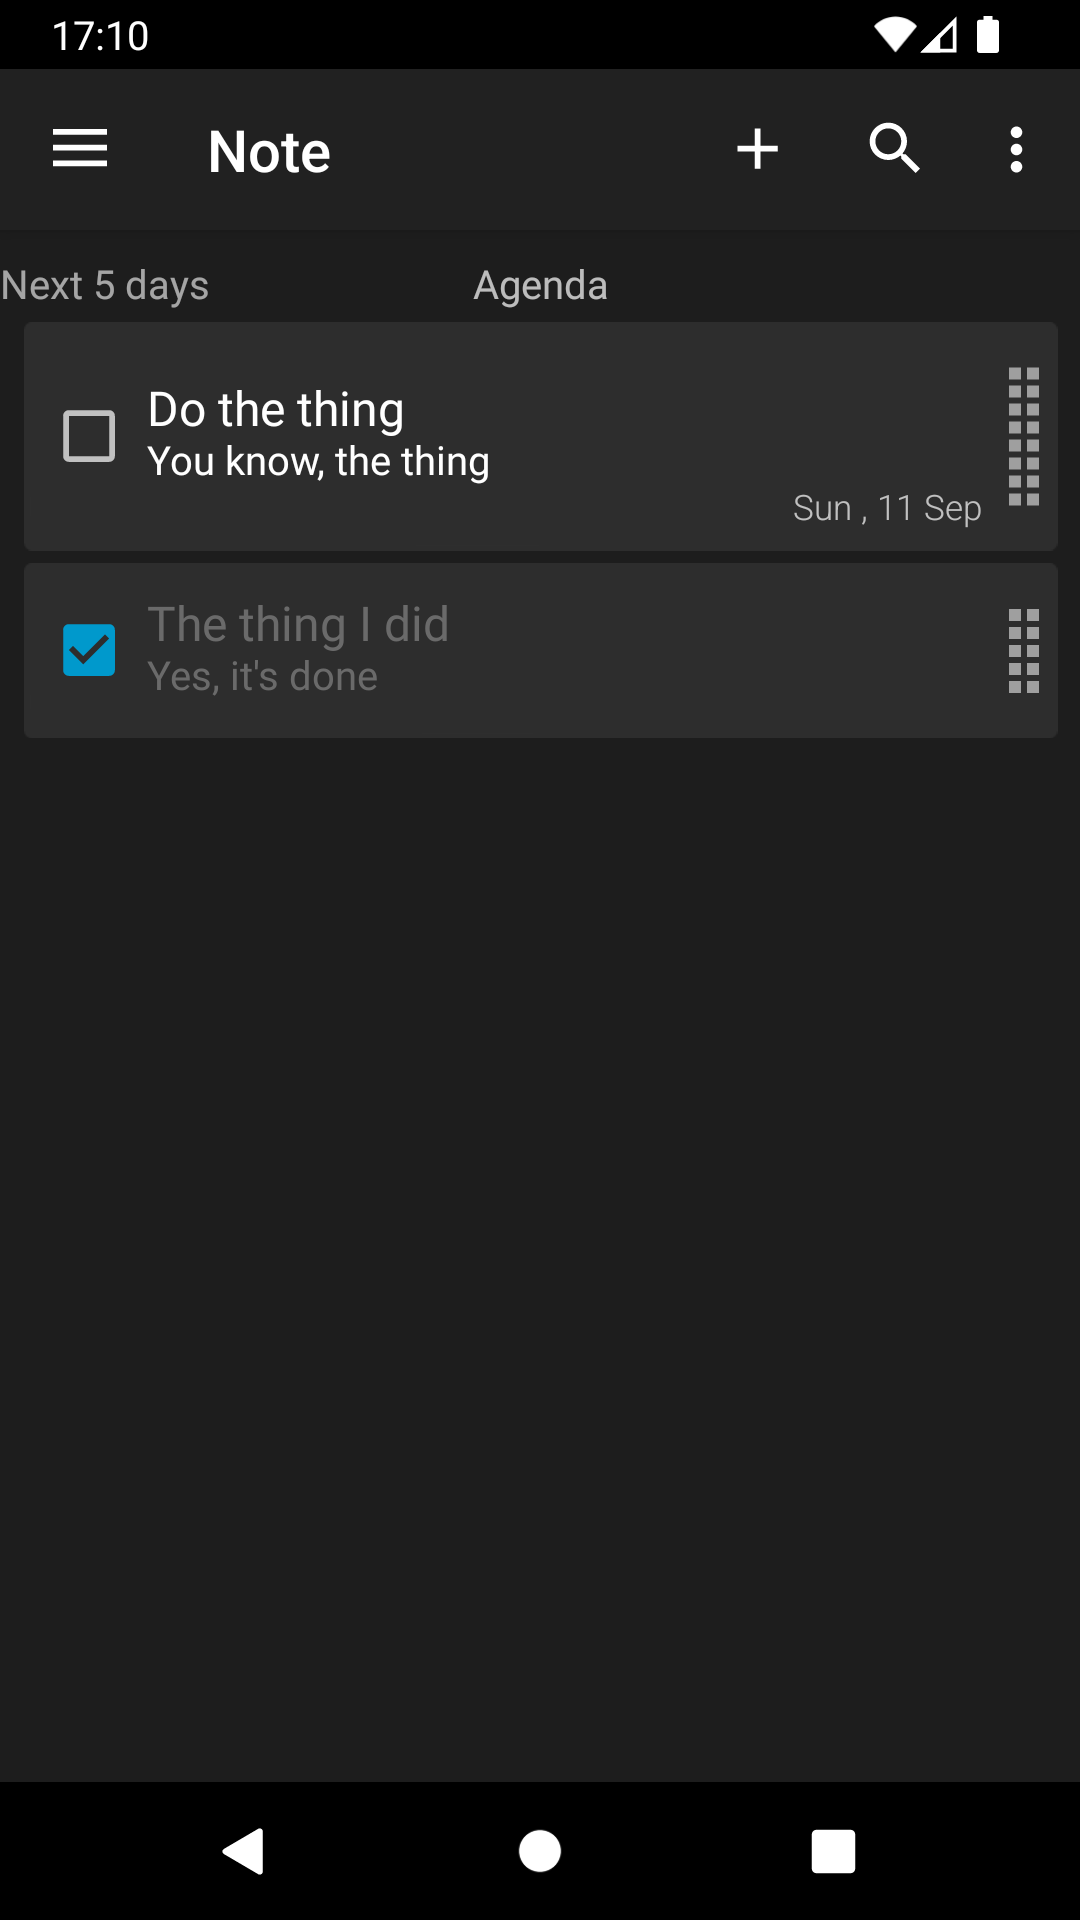 17:10
Note
Next 5 days
Agenda
Do the thing
You know, the thing
Sun , 11 Sep
The thing I did
Yes, it's done